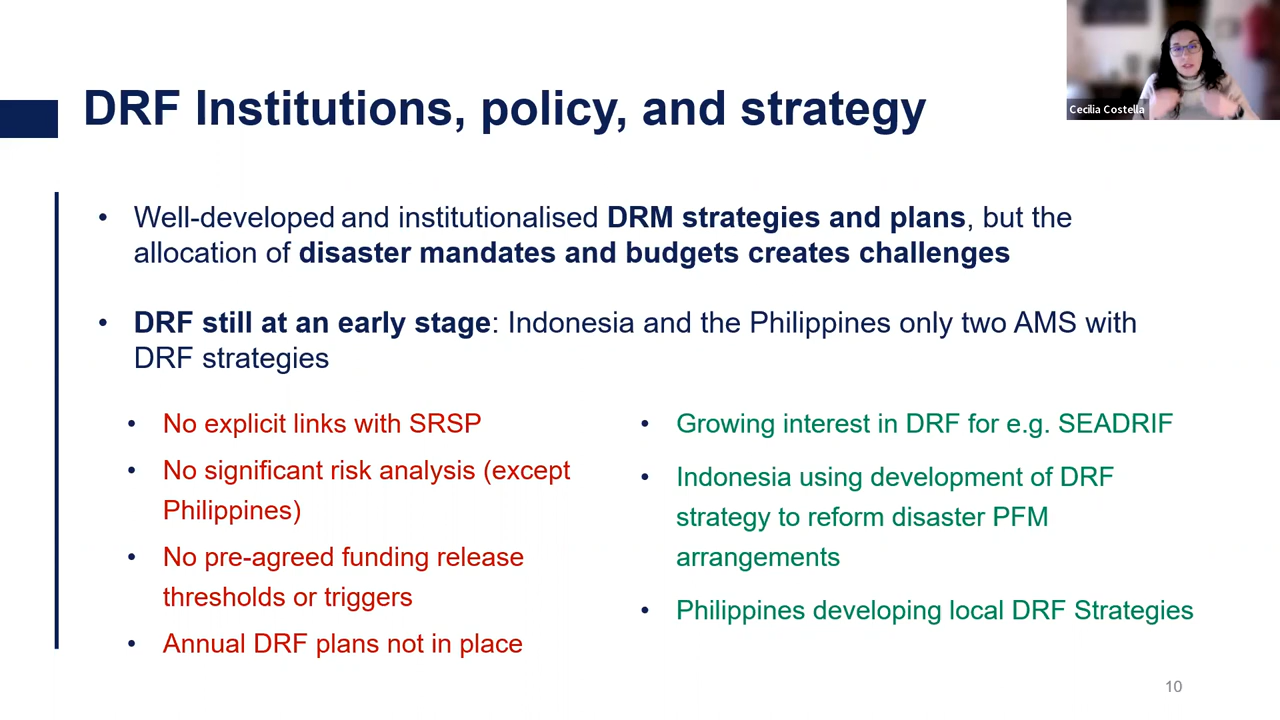 Cecilia Costella
DRF Institutions, policy, and strategy
• Well-developed and institutionalised DRM strategies and plans, but the
allocation of disaster mandates and budgets creates challenges
• DRF still at an early stage: Indonesia and the Philippines only two AMS with
DRF strategies
• No explicit links with SRSP
• No significant risk analysis (except
Philippines)
• No pre-agreed funding release
thresholds or triggers
• Annual DRF plans not in place
• Growing interest in DRF for e.g. SEADRIF
• Indonesia using development of DRF
strategy to reform disaster PFM
arrangements
• Philippines developing local DRF Strategies
10